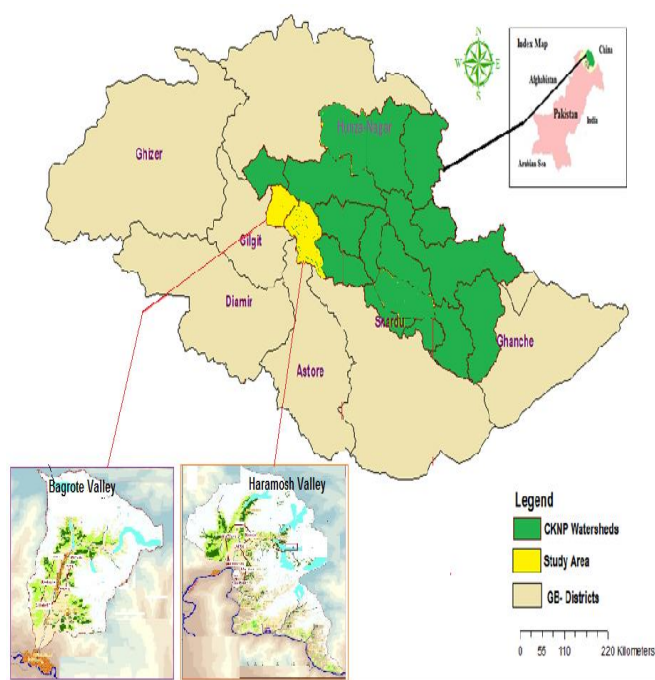 N
W E
S
Index Map
China
Afghabistan
Pakistan
India
Arabian Sea
Hunza-Nagar
Ghizer
Gilgit
Diamir
Skardu
Ghanche
Astore
Bagrote Valley
Haramosh Valley
Legend
CKNP Watersheds
Study Area
GB- Districts
0 55 110 220 Kilometers